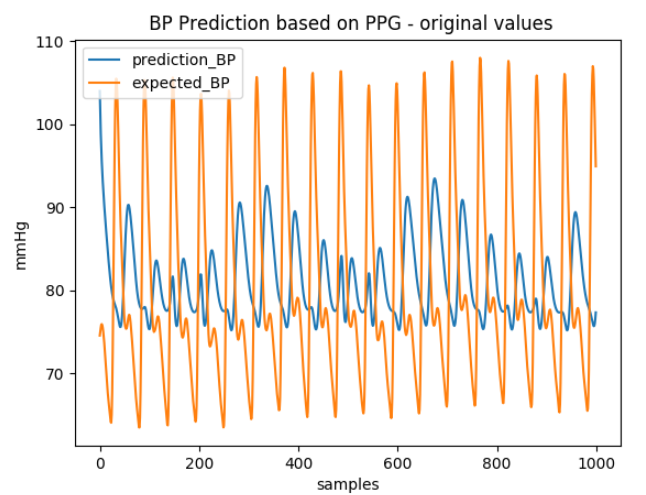 BP Prediction based on PPG - original values
prediction_BP
expected_BP
110
100
90
80
70
mmHg
0 200 400 600 800 1000
samples